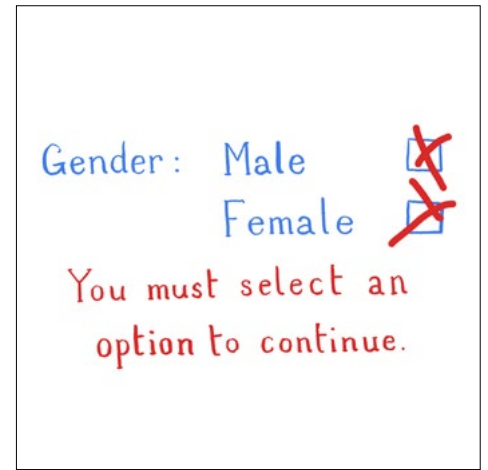 Gender: Male
Female
You must select an
option to continue.